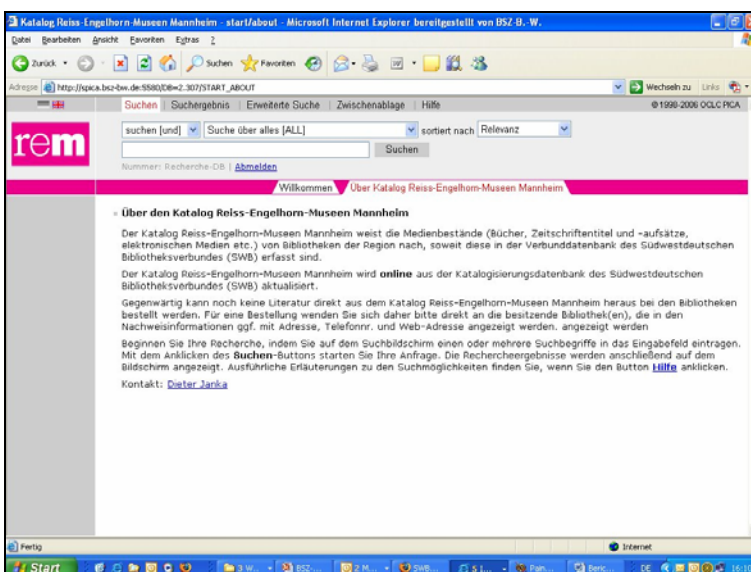 Katalog Reiss-Engelhorn-Museen Mannheim - start/about - Microsoft Internet Explorer bereitgestellt von BSZ-B.-W.
Datei Bearbeiten Ansicht Favoriten Extras ?
Zurück Suchen Favoriten
Adresse http://spica.bsz-bw.de:5580/DB=2.307/START_ABOUT Wechseln zu Links
Suchen | Suchergebnis | Erweiterte Suche | Zwischenablage | Hilfe © 1998-2006 OCLC PICA
rem
suchen [und] Suche über alles [ALL] sortiert nach Relevanz
Suchen
Nummer: Recherche-DB | Abmelden
Willkommen Über Katalog Reiss-Engelhorn-Museen Mannheim
Über den Katalog Reiss-Engelhorn-Museen Mannheim
Der Katalog Reiss-Engelhorn-Museen Mannheim weist die Medienbestände (Bücher, Zeitschriftentitel und -aufsätze,
elektronischen Medien etc.) von Bibliotheken der Region nach, soweit diese in der Verbunddatenbank des Südwestdeutschen
Bibliotheksverbundes (SWB) erfasst sind.
Der Katalog Reiss-Engelhorn-Museen Mannheim wird online aus der Katalogisierungsdatenbank des Südwestdeutschen
Bibliotheksverbundes (SWB) aktualisiert.
Gegenwärtig kann noch keine Literatur direkt aus dem Katalog Reiss-Engelhorn-Museen Mannheim heraus bei den Bibliotheken
bestellt werden. Für eine Bestellung wenden Sie sich daher bitte direkt an die besitzende Bibliothek(en), die in den
Nachweisinformationen ggf. mit Adresse, Telefonnr. und Web-Adresse angezeigt werden. angezeigt werden
Beginnen Sie Ihre Recherche, indem Sie auf dem Suchbildschirm einen oder mehrere Suchbegriffe in das Eingabefeld eintragen.
Mit dem Anklicken des Suchen-Buttons starten Sie Ihre Anfrage. Die Rechercheergebnisse werden anschließend auf dem
Bildschirm angezeigt. Ausführliche Erläuterungen zu den Suchmöglichkeiten finden Sie, wenn Sie den Button Hilfe anklicken.
Kontakt: Dieter Janka
Fertig Internet
Start 3 W... BSZ-... 2 M... SWB... 5 I... Pain... Beric... DE